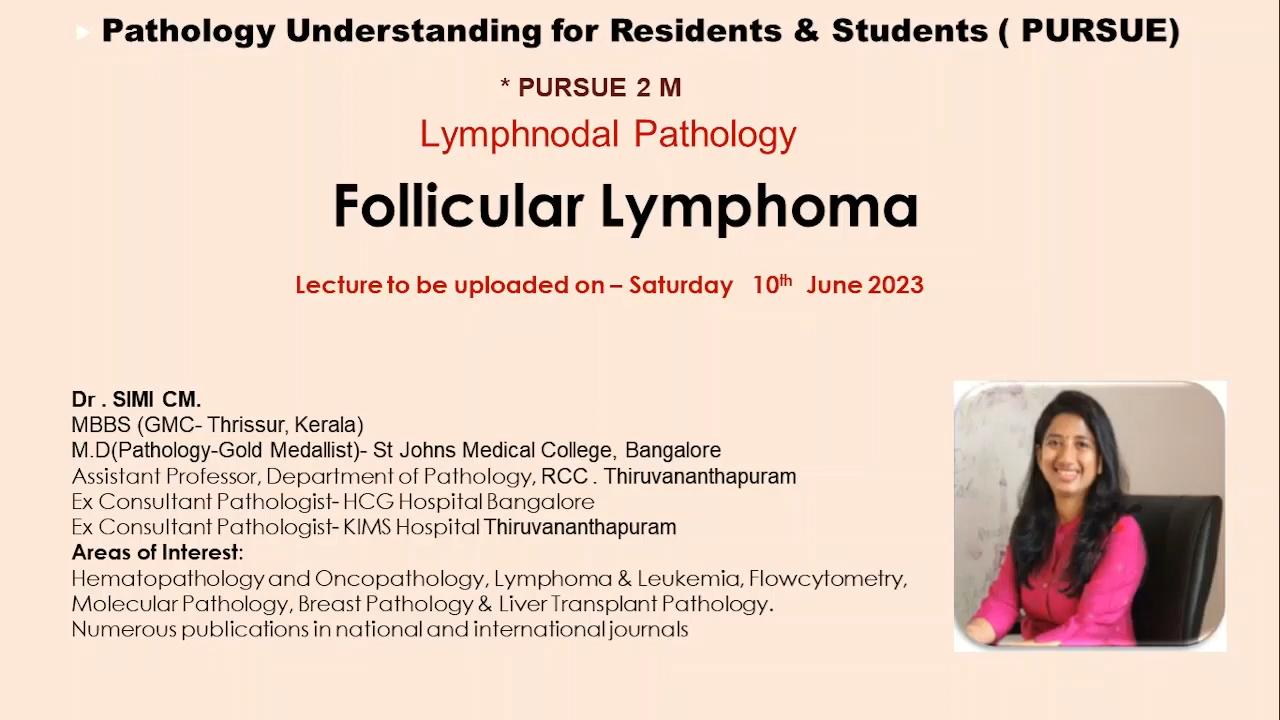 Pathology Understanding for Residents & Students ( PURSUE)
* PURSUE 2 M
Lymphnodal Pathology
Follicular Lymphoma
Lecture to be uploaded on – Saturday 10th June 2023
Dr . SIMI CM.
MBBS (GMC- Thrissur, Kerala)
M.D(Pathology-Gold Medallist)- St Johns Medical College, Bangalore
Assistant Professor, Department of Pathology, RCC . Thiruvananthapuram
Ex Consultant Pathologist- HCG Hospital Bangalore
Ex Consultant Pathologist- KIMS Hospital Thiruvananthapuram
Areas of Interest:
Hematopathology and Oncopathology, Lymphoma & Leukemia, Flowcytometry,
Molecular Pathology, Breast Pathology & Liver Transplant Pathology.
Numerous publications in national and international journals